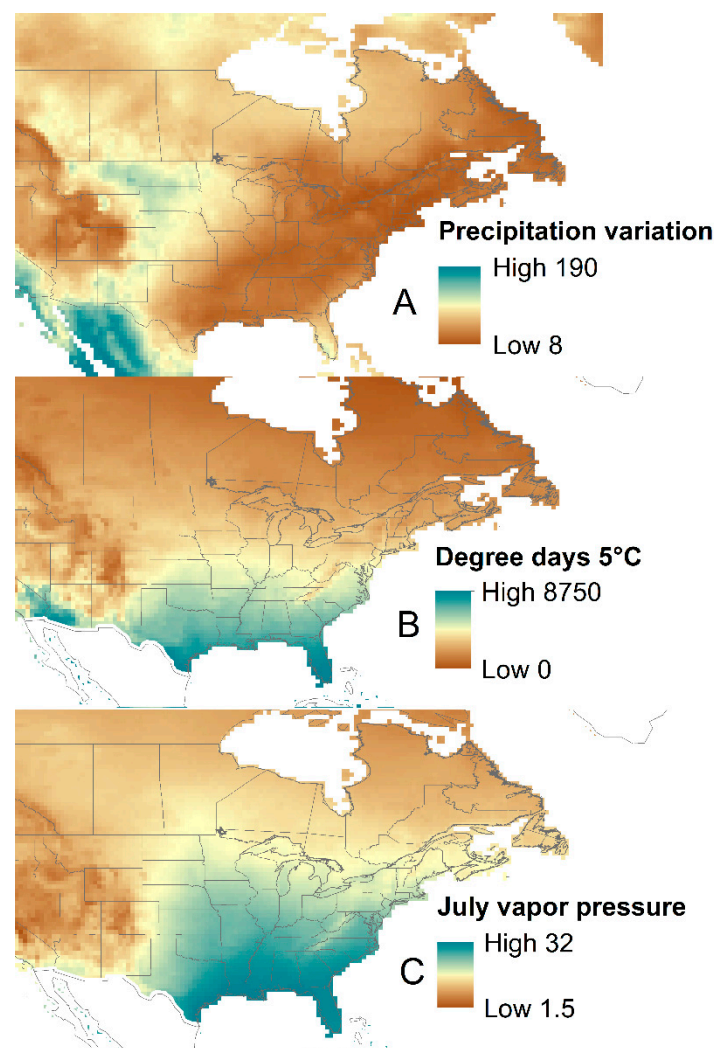 Precipitation variation
High 190
A
Low 8
Degree days 5°C
High 8750
B
Low 0
July vapor pressure
High 32
C
Low 1.5